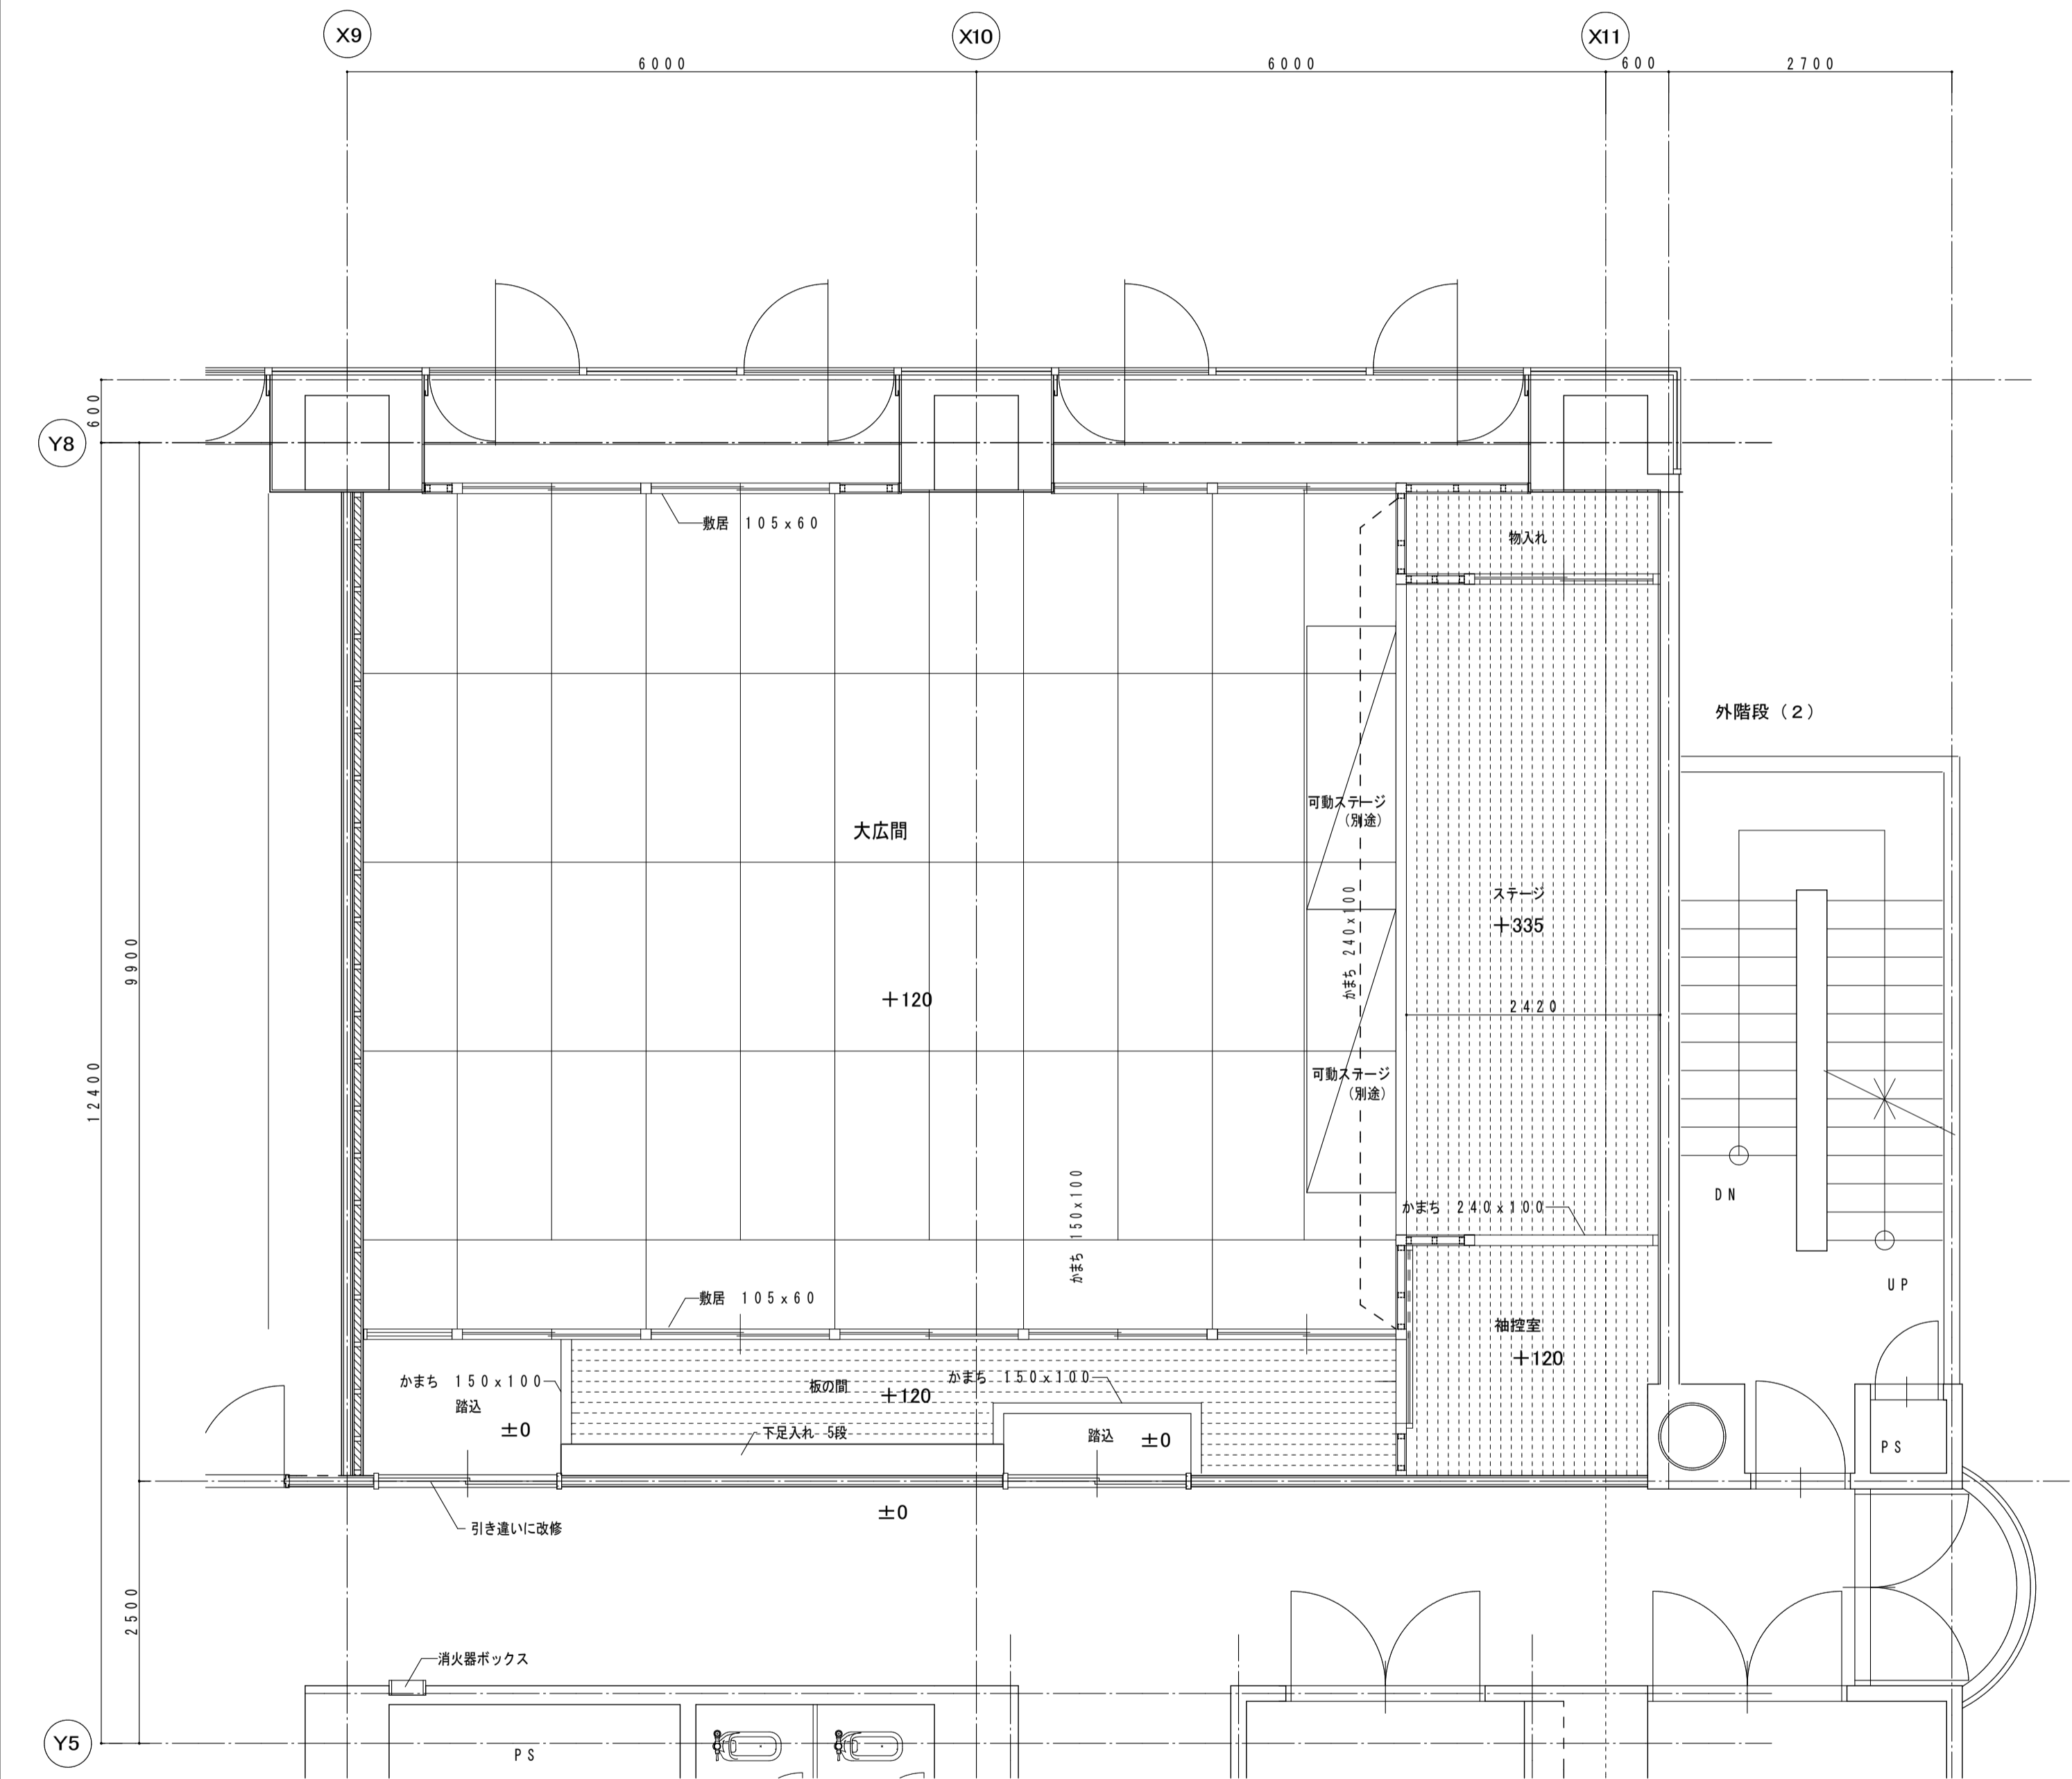 X9
X10
X11
6000
6000
600
2700
600
Y8
敷居 105x60
物入れ
外階段（2）
可動ステージ
（別途）
大広間
かまち 240x100
ステージ
+335
9900
+120
2420
12400
可動ステージ
（別途）
かまち 150x100
DN
かまち 240x100
UP
敷居 105x60
袖控室
+120
かまち 150x100
踏込
±0
板の間
+120
かまち 150x100
下足入れ 5段
踏込
±0
PS
±0
引き違いに改修
2500
消火器ボックス
Y5
PS